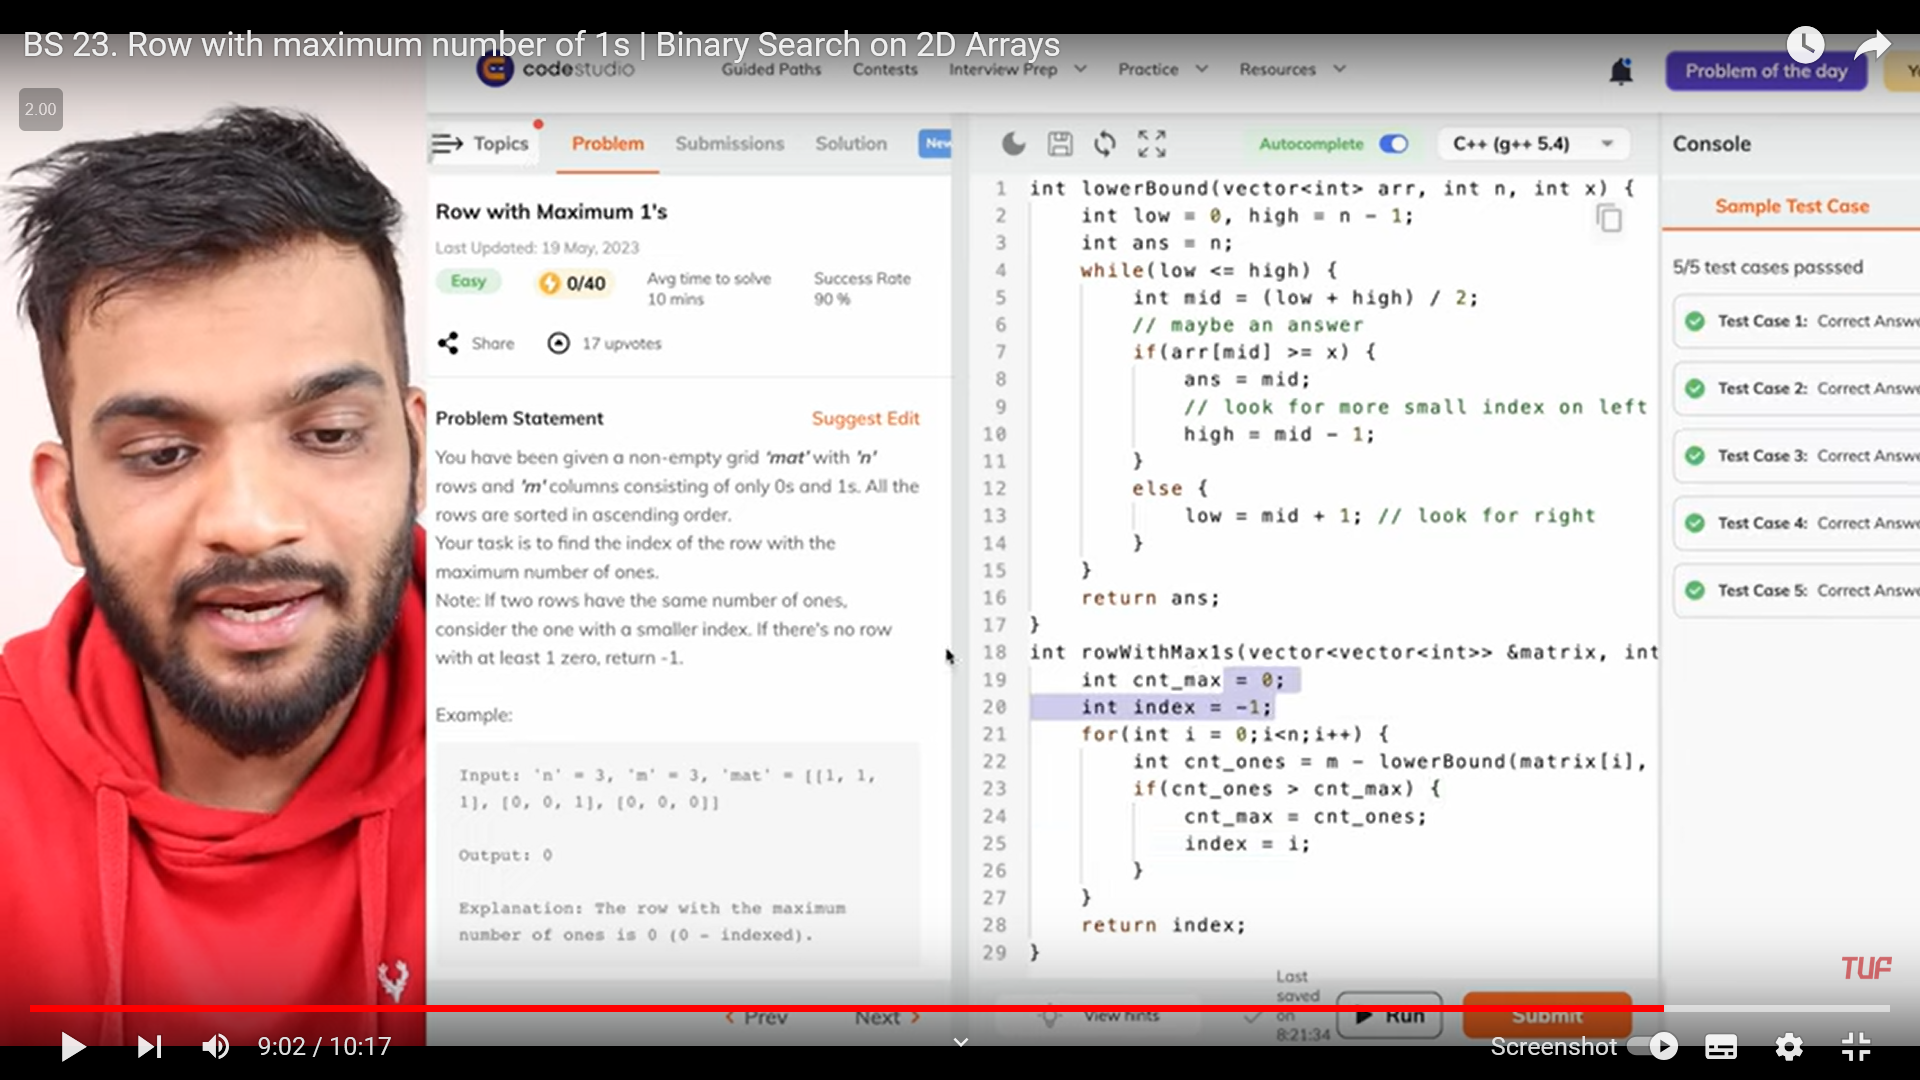 BS 23. Row with maximum number of 1s | Binary Search on 2D Arrays
codestudio
Guided Paths
Contests
Interview Prep
Practice
Resources
Problem of the day
2.00
Topics
Problem
Submissions
Solution
New
Autocomplete
C++ (g++ 5.4)
Console
Row with Maximum 1's
Last Updated: 19 May, 2023
Easy
0/40
Avg time to solve
10 mins
Success Rate
90 %
Share
17 upvotes
Problem Statement
Suggest Edit
You have been given a non-empty grid 'mat' with 'n'
rows and 'm' columns consisting of only 0s and 1s. All the
rows are sorted in ascending order.
Your task is to find the index of the row with the
maximum number of ones.
Note: If two rows have the same number of ones,
consider the one with a smaller index. If there's no row
with at least 1 zero, return -1.
Example:
Input: 'n' = 3, 'm' = 3, 'mat' = [[1, 1,
1], [0, 0, 1], [0, 0, 0]]
Output: 0
Explanation: The row with the maximum
number of ones is 0 (0 - indexed).
Prev
Next
1 int lowerBound(vector<int> arr, int n, int x) {
2 int low = 0, high = n - 1;
3 int ans = n;
4 while(low <= high) {
5 int mid = (low + high) / 2;
6 // maybe an answer
7 if(arr[mid] >= x) {
8 ans = mid;
9 // look for more small index on left
10 high = mid - 1;
11 }
12 else {
13 low = mid + 1; // look for right
14 }
15 }
16 return ans;
17 }
18 int rowWithMax1s(vector<vector<int>> &matrix, int
19 int cnt_max = 0;
20 int index = -1;
21 for(int i = 0;i<n;i++) {
22 int cnt_ones = m - lowerBound(matrix[i],
23 if(cnt_ones > cnt_max) {
24 cnt_max = cnt_ones;
25 index = i;
26 }
27 }
28 return index;
29 }
View hints
Last
saved
on
8:21:34
Run
Submit
Sample Test Case
5/5 test cases passsed
Test Case 1: Correct Answe
Test Case 2: Correct Answe
Test Case 3: Correct Answe
Test Case 4: Correct Answe
Test Case 5: Correct Answe
TUF
9:02 / 10:17
Screenshot